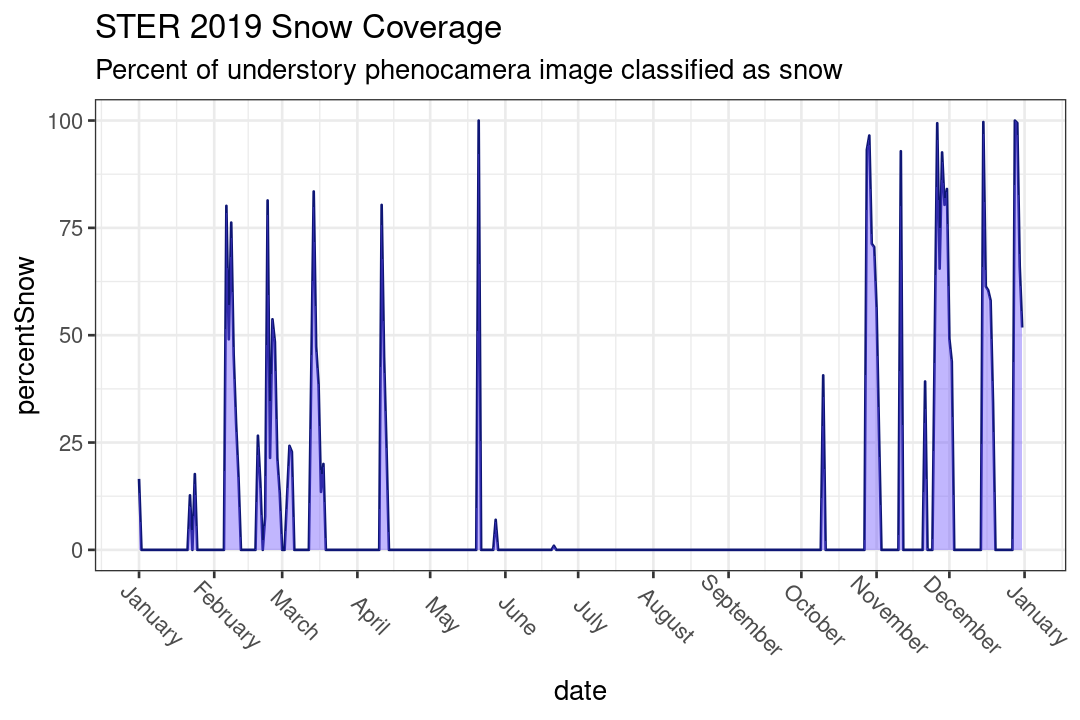 STER 2019 Snow Coverage
Percent of understory phenocamera image classified as snow
percentSnow
100
75
50
25
0
January
February
March
April
May
June
July
August
September
October
November
December
January
date